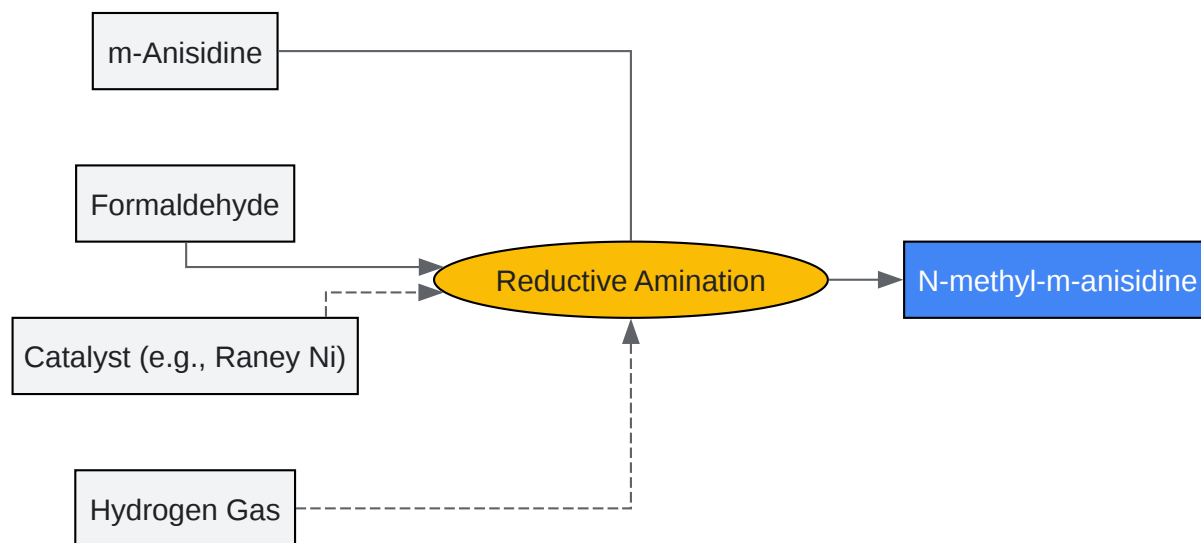 m-Anisidine
Formaldehyde
Reductive Amination
N-methyl-m-anisidine
Catalyst (e.g., Raney Ni)
Hydrogen Gas